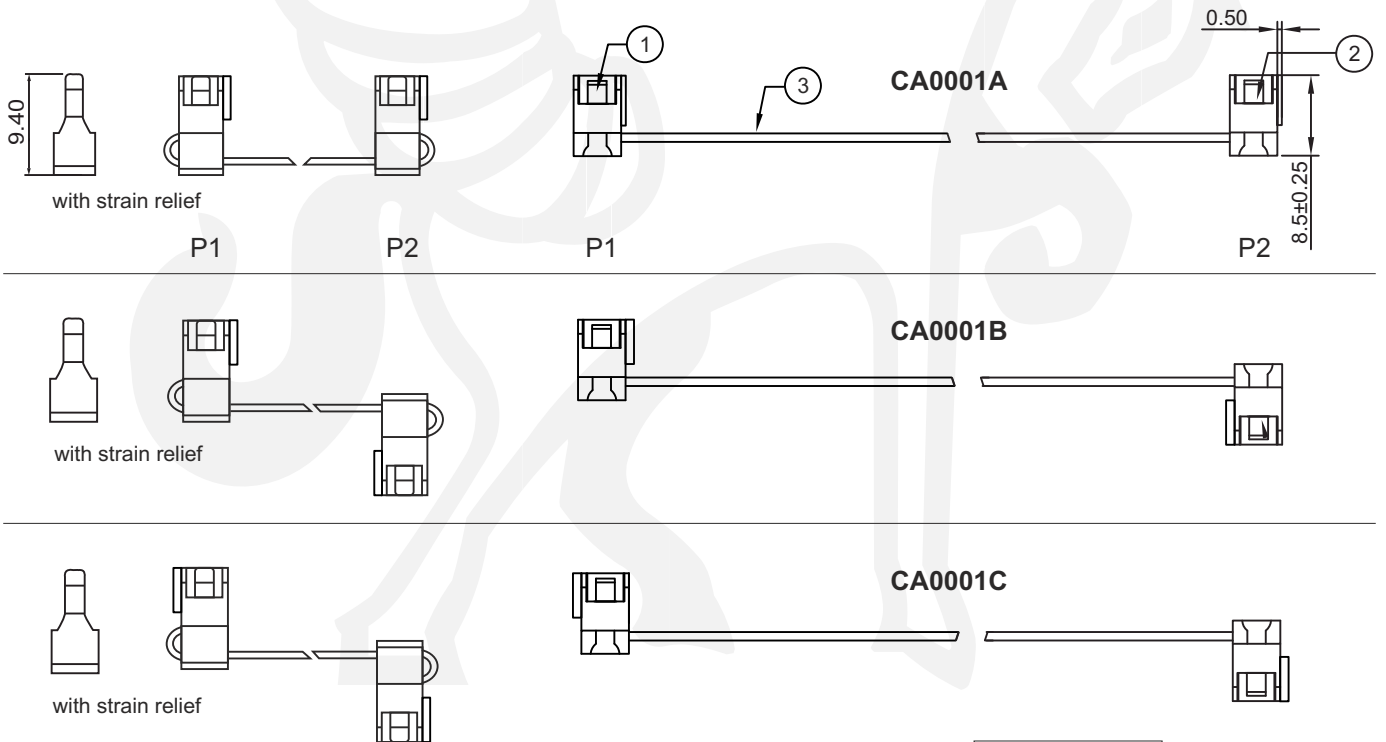 0.50
1
2
3
CA0001A
9.40
8.5±0.25
with strain relief
P1
P2
P1
P2
CA0001B
with strain relief
CA0001C
with strain relief